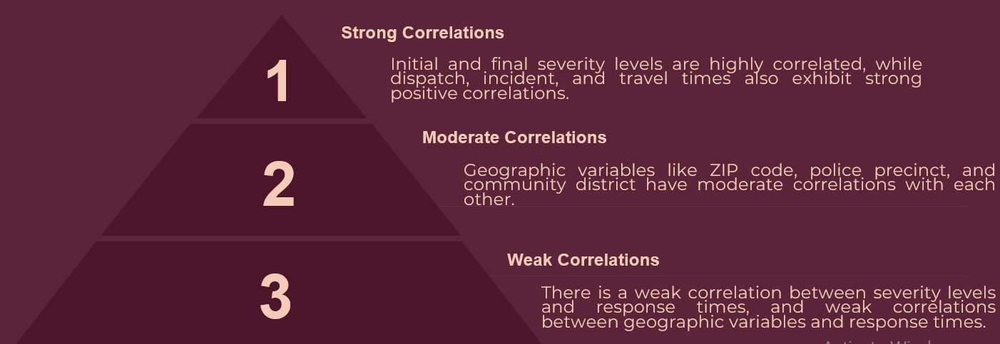 Strong Correlations
1
Initial and final severity levels are highly correlated, while
dispatch, incident, and travel times also exhibit strong
positive correlations.
Moderate Correlations
2
Geographic variables like ZIP code, police precinct, and
community district have moderate correlations with each
other.
Weak Correlations
3
There is a weak correlation between severity levels
and response times, and weak correlations
between geographic variables and response times.